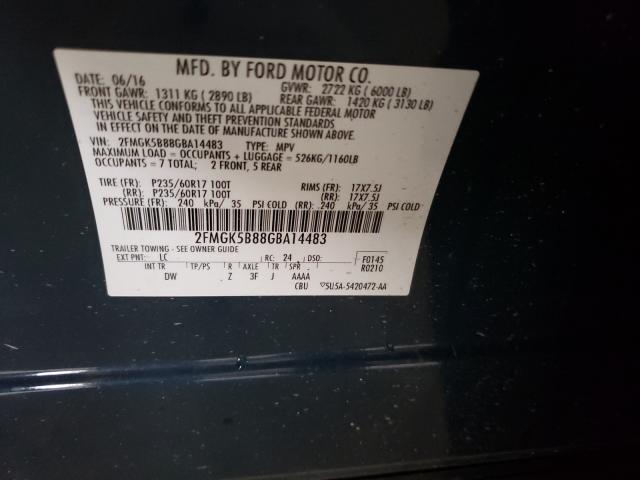 MFD. BY FORD MOTOR CO.
DATE: 06/16 GVWR: 2722 KG ( 6000 LB)
FRONT GAWR: 1311 KG ( 2890 LB) REAR GAWR: 1420 KG ( 3130 LB)
THIS VEHICLE CONFORMS TO ALL APPLICABLE FEDERAL MOTOR
VEHICLE SAFETY AND THEFT PREVENTION STANDARDS
IN EFFECT ON THE DATE OF MANUFACTURE SHOWN ABOVE.
VIN: 2FMGK5B88GBA14483 TYPE: MPV
MAXIMUM LOAD = OCCUPANTS + LUGGAGE = 526KG/1160LB
OCCUPANTS = 7 TOTAL; 2 FRONT, 5 REAR
TIRE (FR): P235/60R17 100T RIMS (FR): 17X7.5J
(RR): P235/60R17 100T (RR): 17X7.5J
PRESSURE (FR): 240 kPa/ 35 PSI COLD (RR): 240 kPa/ 35 PSI COLD
2FMGK5B88GBA14483
TRAILER TOWING - SEE OWNER GUIDE
EXT PNT: LC RC: 24 DSO: F0145
INT TR TP/PS R AXLE TR SPR R0210
DW Z 3F J AAAA
CBU 5U5A-5420472-AA